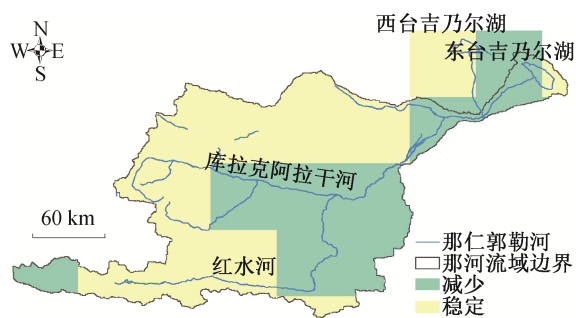 N
W E
S
西台吉乃尔湖
东台吉乃尔湖
库拉克阿拉干河
60 km
红水河
那仁郭勒河
那河流域边界
减少
稳定